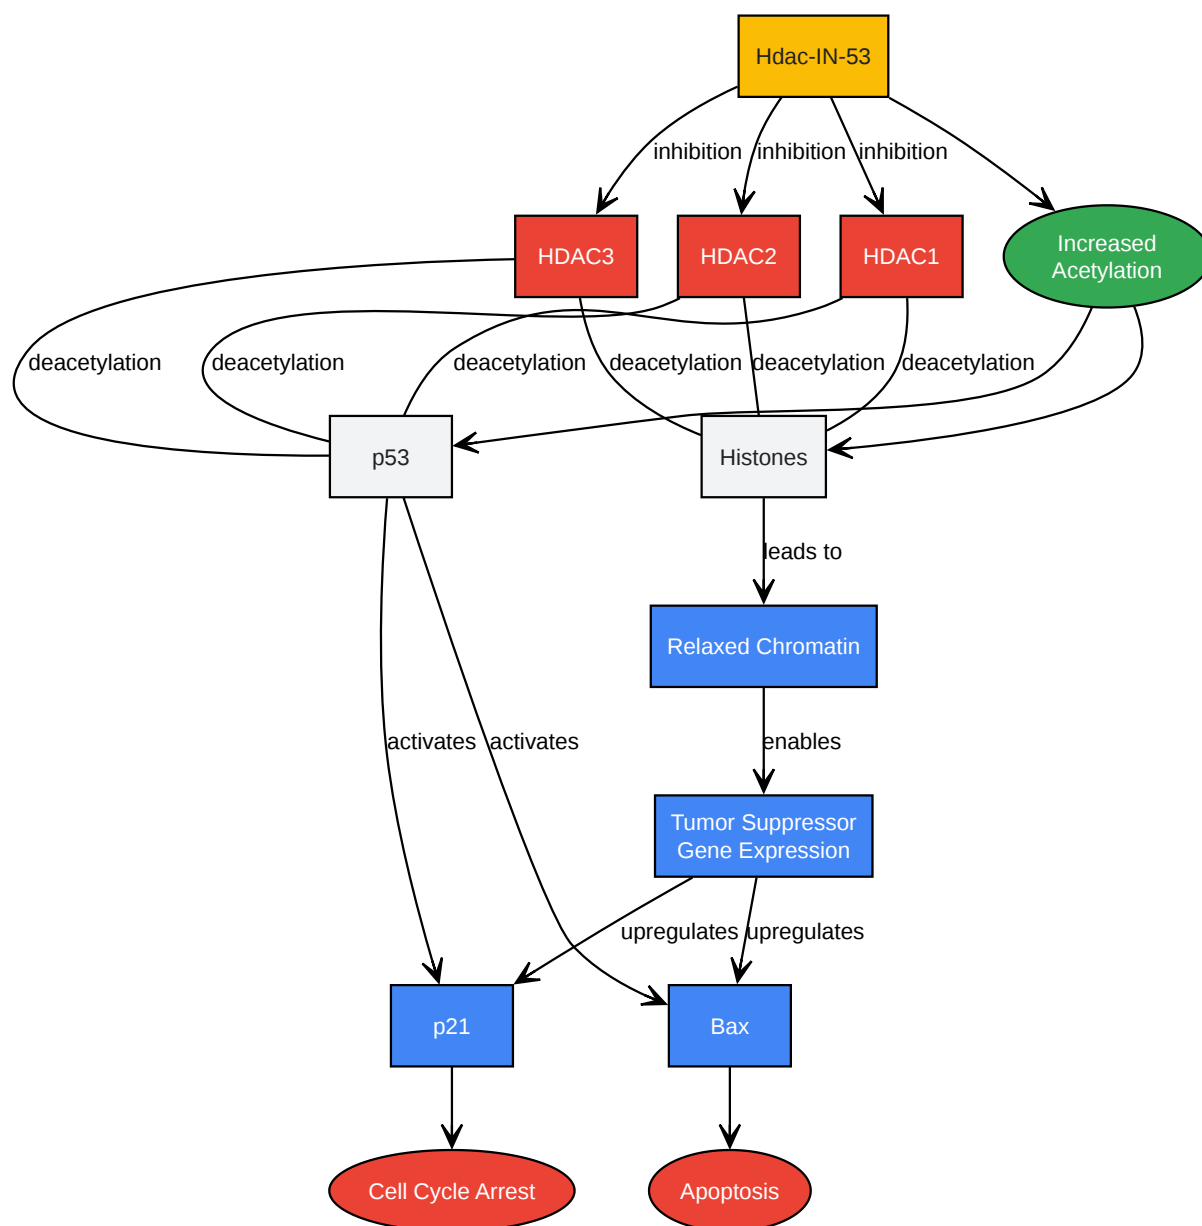 Hdac-IN-53
inhibition
inhibition
inhibition
HDAC3
HDAC2
HDAC1
Increased
Acetylation
deacetylation
deacetylation
deacetylation
deacetylation
deacetylation
deacetylation
p53
Histones
leads to
Relaxed Chromatin
activates
activates
enables
Tumor Suppressor
Gene Expression
upregulates
upregulates
p21
Bax
Cell Cycle Arrest
Apoptosis